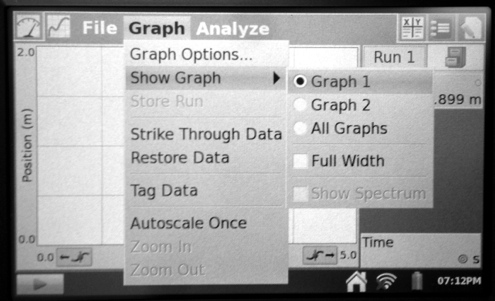 File Graph Analyze
X Y
2.0
Graph Options...
Run 1
Show Graph
Graph 1
Store Run
Graph 2
.899 m
All Graphs
Strike Through Data
Restore Data
Full Width
Position (m)
Tag Data
Show Spectrum
Autoscale Once
0.0
Zoom In
Time
0.0
5.0
s
Zoom Out
07:12PM